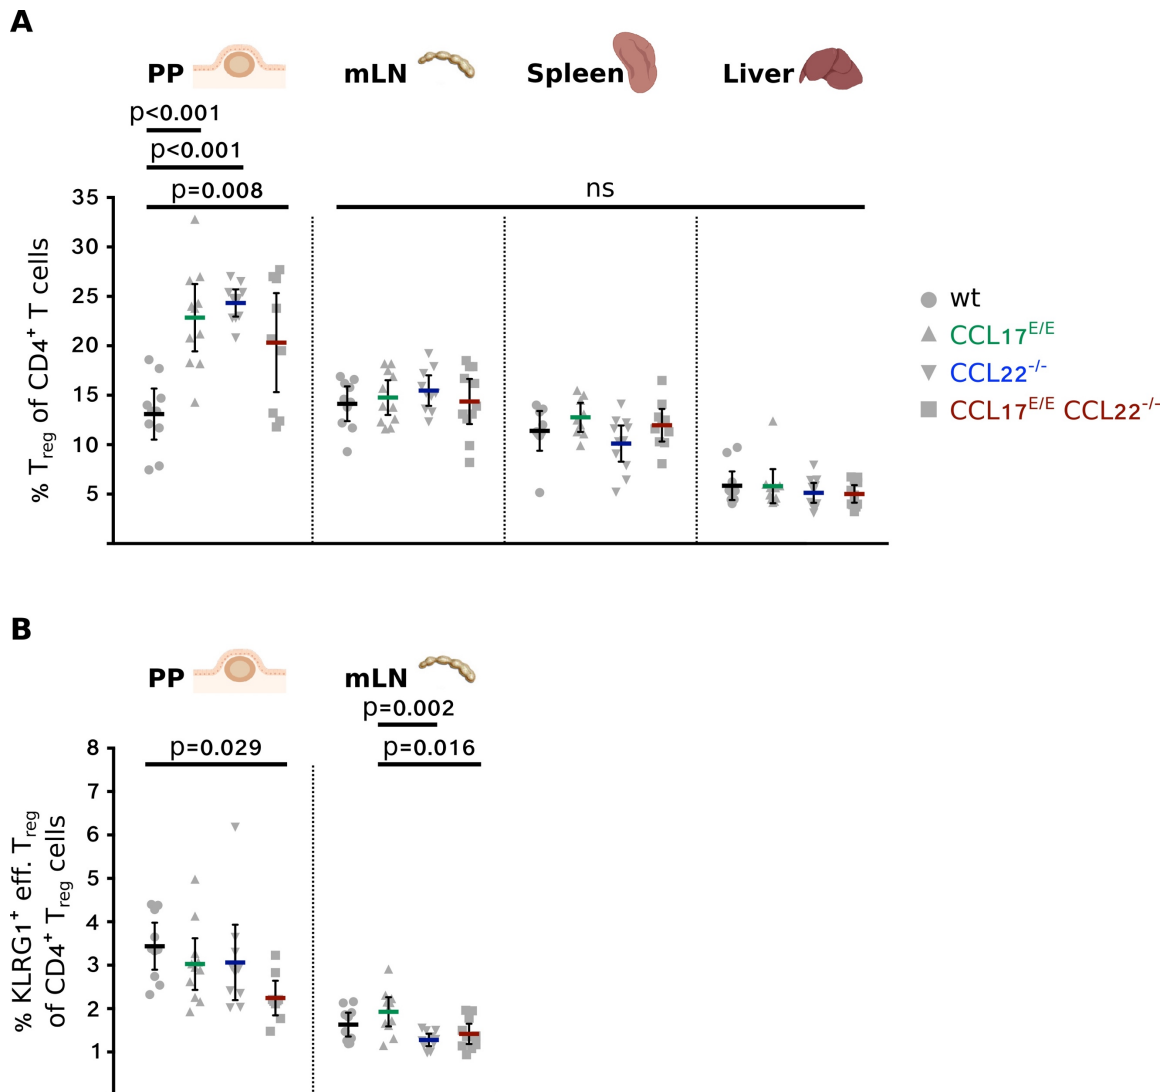 A
PP
mLN
Spleen
Liver
p<0.001
p<0.001
p=0.008
ns
% Treg of CD4⁺ T cells
35
30
25
20
15
10
5
wt
CCL17E/E
CCL22-/-
CCL17E/E CCL22-/-
B
PP
mLN
p=0.002
p=0.029
p=0.016
% KLRG1⁺ eff. Treg
of CD4⁺ Treg cells
8
7
6
5
4
3
2
1